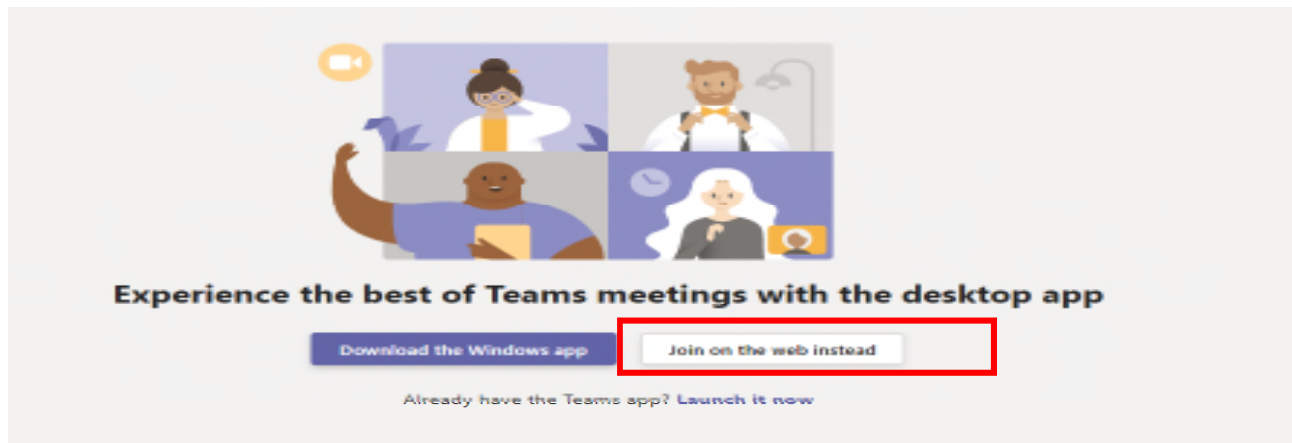 Experience the best of Teams meetings with the desktop app
Download the Windows app Join on the web instead
Already have the Teams app? Launch it now